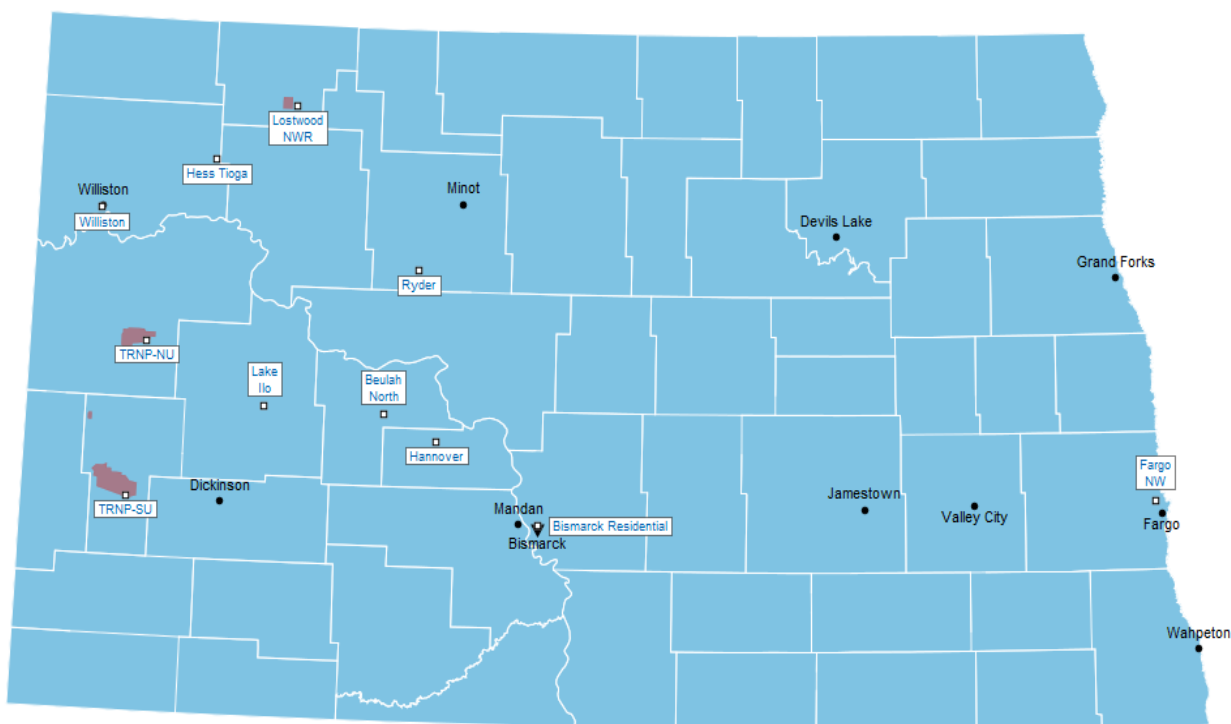 Lostwood
NWR
Hess Tioga
Williston
Williston
Minot
Devils Lake
Grand Forks
Ryder
TRNP-NU
Lake
Ilo
Beulah
North
Hannover
Fargo
NW
TRNP-SU
Dickinson
Mandan
Bismarck Residential
Bismarck
Jamestown
Valley City
Fargo
Wahpeton